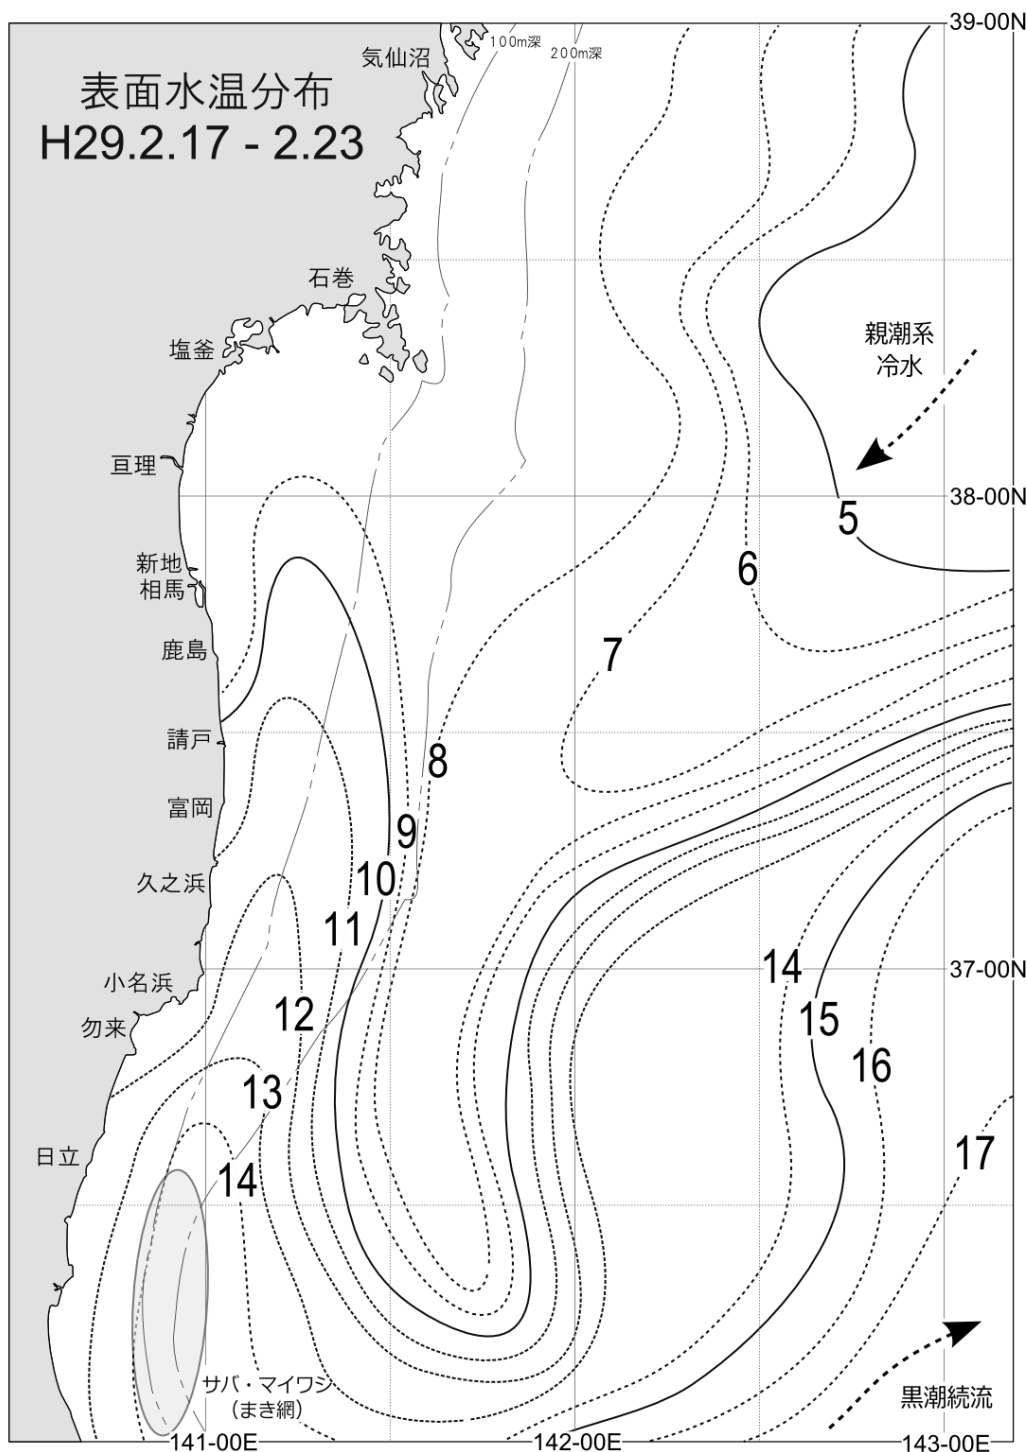 39-00N
100m深
200m深
気仙沼
表面水温分布
H29.2.17 - 2.23
石巻
親潮系
冷水
塩釜
亘理
38-00N
5
新地
6
相馬
鹿島
7
請戸
8
富岡
9
久之浜
10
11
14
37-00N
小名浜
12
15
勿来
16
13
日立
14
17
サバ・マイワシ
(まき網)
黒潮続流
141-00E
142-00E
143-00E